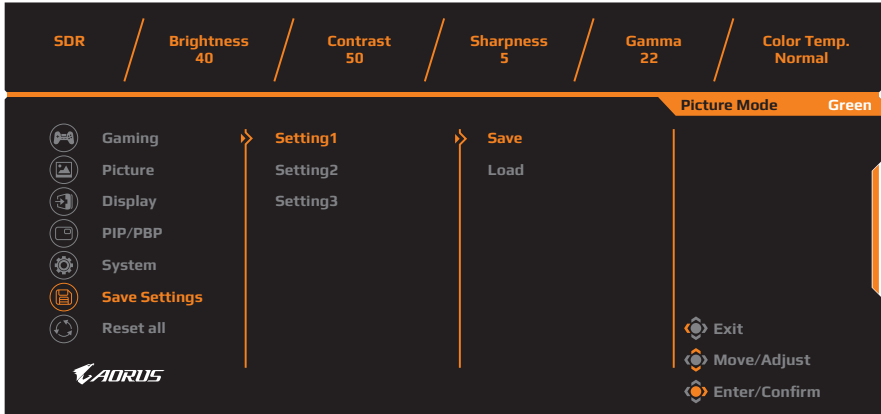 SDR
Brightness
40
Contrast
50
Sharpness
5
Gamma
22
Color Temp.
Normal
Picture Mode Green
Gaming
Picture
Display
PIP/PBP
System
Save Settings
Reset all
Setting1
Setting2
Setting3
Save
Load
Exit
Move/Adjust
Enter/Confirm
AORUS